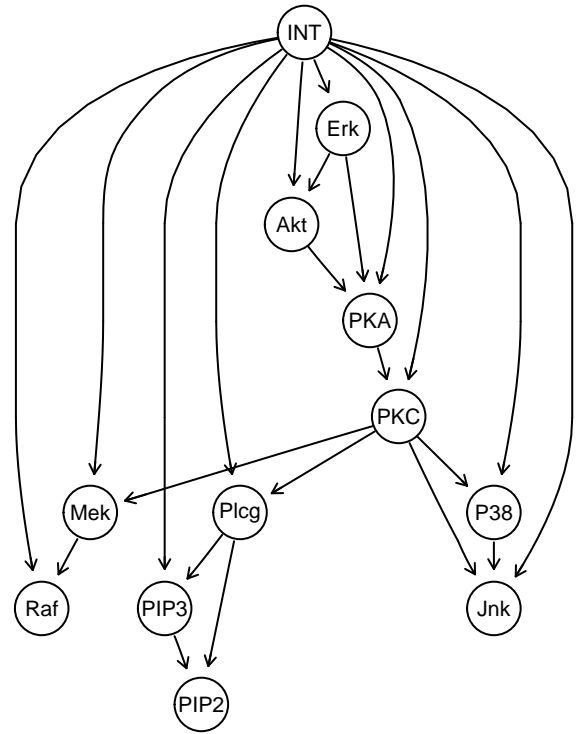 INT
Erk
Akt
PKA
PKC
Mek
Plcg
P38
Raf
PIP3
Jnk
PIP2